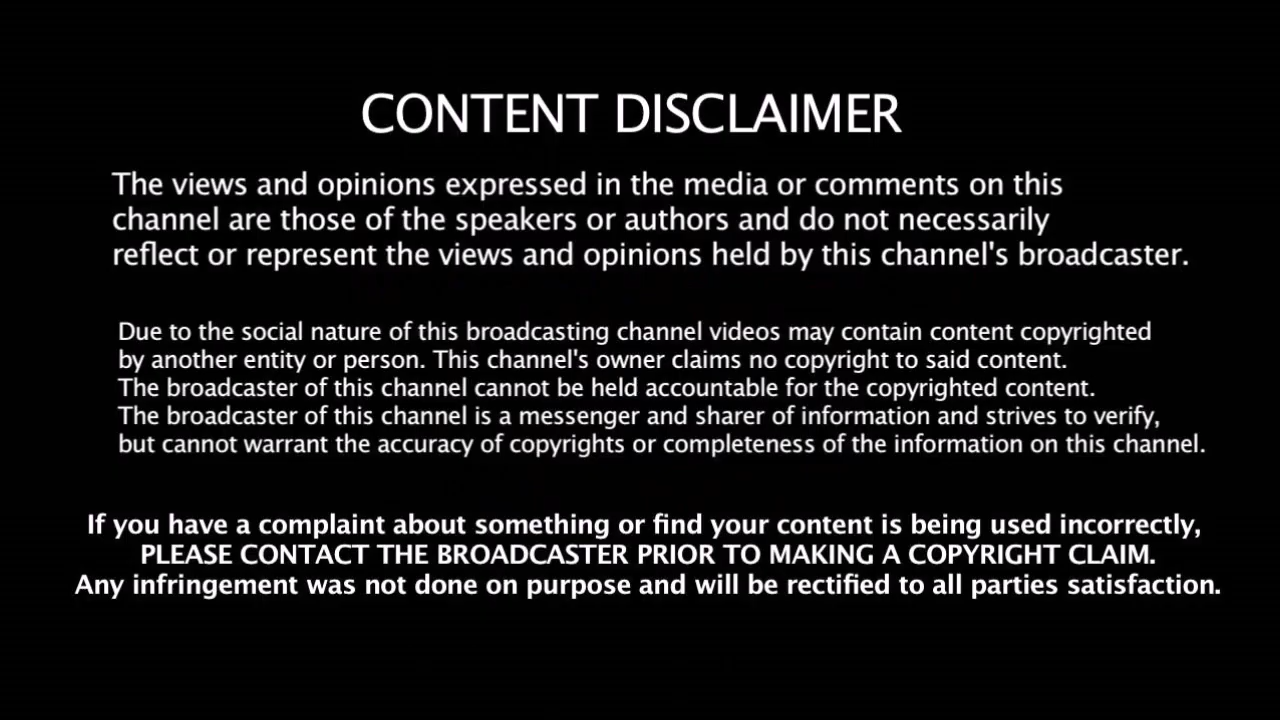 CONTENT DISCLAIMER
The views and opinions expressed in the media or comments on this
channel are those of the speakers or authors and do not necessarily
reflect or represent the views and opinions held by this channel's broadcaster.
Due to the social nature of this broadcasting channel videos may contain content copyrighted
by another entity or person. This channel's owner claims no copyright to said content.
The broadcaster of this channel cannot be held accountable for the copyrighted content.
The broadcaster of this channel is a messenger and sharer of information and strives to verify,
but cannot warrant the accuracy of copyrights or completeness of the information on this channel.
If you have a complaint about something or find your content is being used incorrectly,
PLEASE CONTACT THE BROADCASTER PRIOR TO MAKING A COPYRIGHT CLAIM.
Any infringement was not done on purpose and will be rectified to all parties satisfaction.